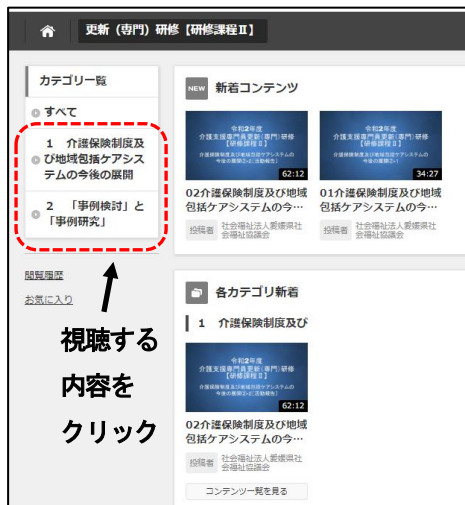 更新（専門）研修【研修課程Ⅱ】
カテゴリ一覧
すべて
1　介護保険制度及
び地域包括ケアシス
テムの今後の展開
2　「事例検討」と
「事例研究」
閲覧履歴
お気に入り
視聴する
内容を
クリック
NEW 新着コンテンツ
令和2年度
介護支援専門員更新（専門）研修
【研修課程Ⅱ】
62:12
02介護保険制度及び地域
包括ケアシステムの今…
投稿者 社会福祉法人愛媛県社
会福祉協議会
令和2年度
介護支援専門員更新（専門）研修
【研修課程Ⅱ】
34:27
01介護保険制度及び地域
包括ケアシステムの今…
投稿者 社会福祉法人愛媛県社
会福祉協議会
各カテゴリ新着
1　介護保険制度及び
令和2年度
介護支援専門員更新（専門）研修
【研修課程Ⅱ】
62:12
02介護保険制度及び地域
包括ケアシステムの今…
投稿者 社会福祉法人愛媛県社
会福祉協議会
コンテンツ一覧を見る